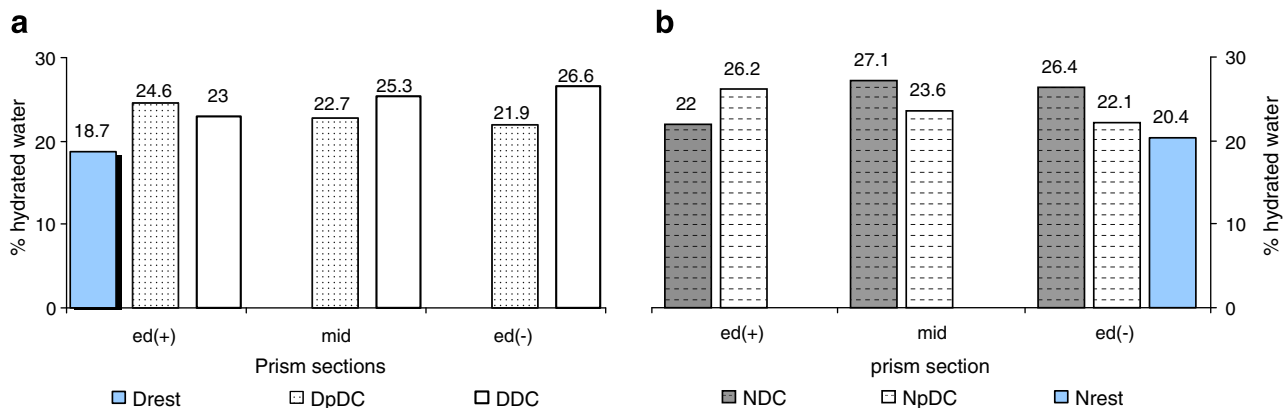 a
% hydrated water
30
20
10
0
18.7
24.6
23
22.7
25.3
21.9
26.6
ed(+) mid ed(-)
Prism sections
Drest DpDC DDC
b
22
26.2
27.1
23.6
26.4
22.1
20.4
30
20
10
0
% hydrated water
ed(+) mid ed(-)
prism section
NDC NpDC Nrest